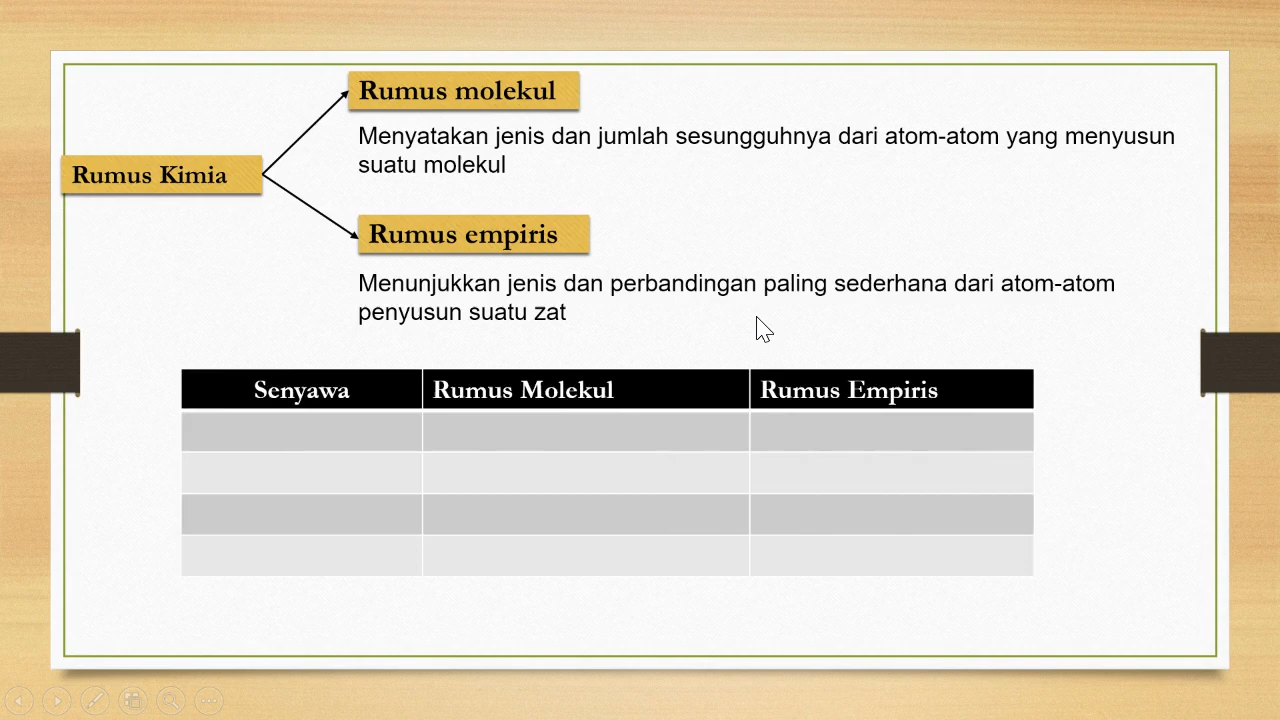 Rumus molekul
Menyatakan jenis dan jumlah sesungguhnya dari atom-atom yang menyusun
suatu molekul
Rumus Kimia
Rumus empiris
Menunjukkan jenis dan perbandingan paling sederhana dari atom-atom
penyusun suatu zat
Senyawa Rumus Molekul Rumus Empiris